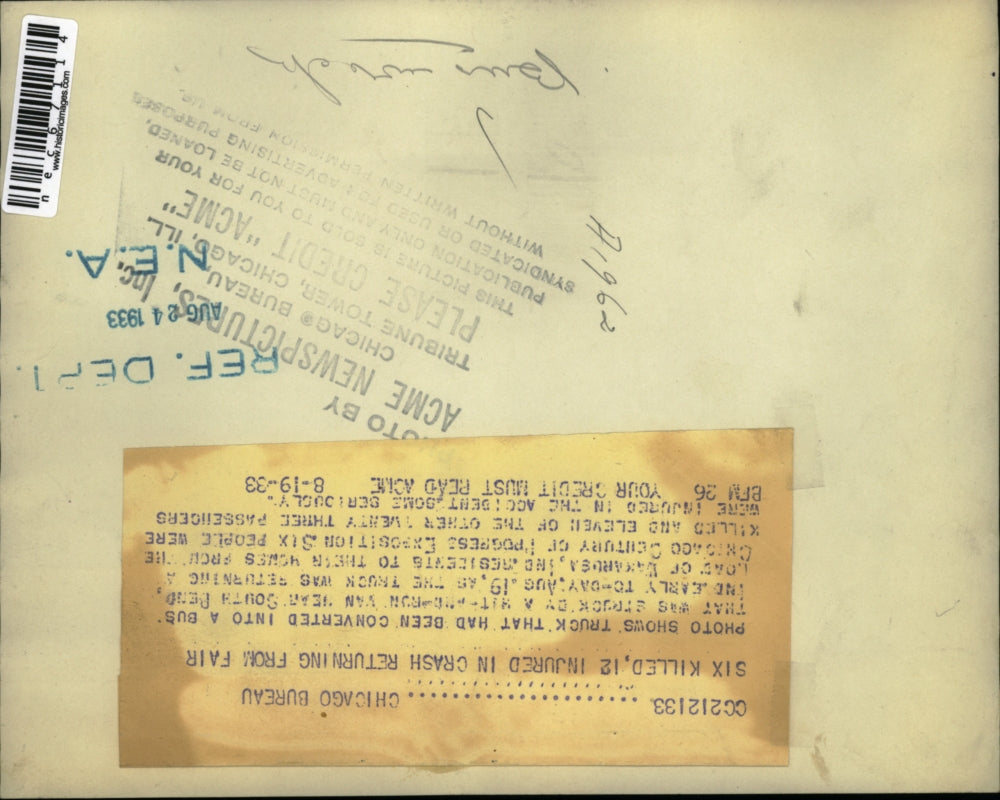 Bus wreck
A1962
PHOTO BY
ACME NEWSPICTURES, Inc.
CHICAGO BUREAU
TRIBUNE TOWER, CHICAGO, ILL.
PLEASE CREDIT "ACME"
THIS PICTURE IS SOLD TO YOU FOR YOUR
PUBLICATION ONLY AND MUST NOT BE LOANED,
SYNDICATED OR USED FOR ADVERTISING PURPOSES
WITHOUT WRITTEN PERMISSION FROM US.
REF. DEPT.
AUG 24 1933
N.E.A.
CC212133 .................... CHICAGO BUREAU
SIX KILLED,12 INJURED IN CRASH RETURNING FROM FAIR
PHOTO SHOWS TRUCK THAT HAD BEEN CONVERTED INTO A BUS
THAT WAS STRUCK BY A HIT-AND-RUN VAN NEAR SOUTH BEND,
IND.EARLY TO-DAY,AUG.19,AS THE TRUCK WAS RETURNING A
LOAD OF WAKARUSA,IND.RESIDENTS TO THEIR HOMES FROM THE
CHICAGO CENTURY OF PROGRESS EXPOSITION.SIX PEOPLE WERE
KILLED AND ELEVEN OF THE OTHER TWENTY THREE PASSENGERS
WERE INJURED IN THE ACCIDENT.SOME SERIOUSLY.
BFM 26 YOUR CREDIT MUST READ ACME 8-19-33
nec67114
www.historicimages.com